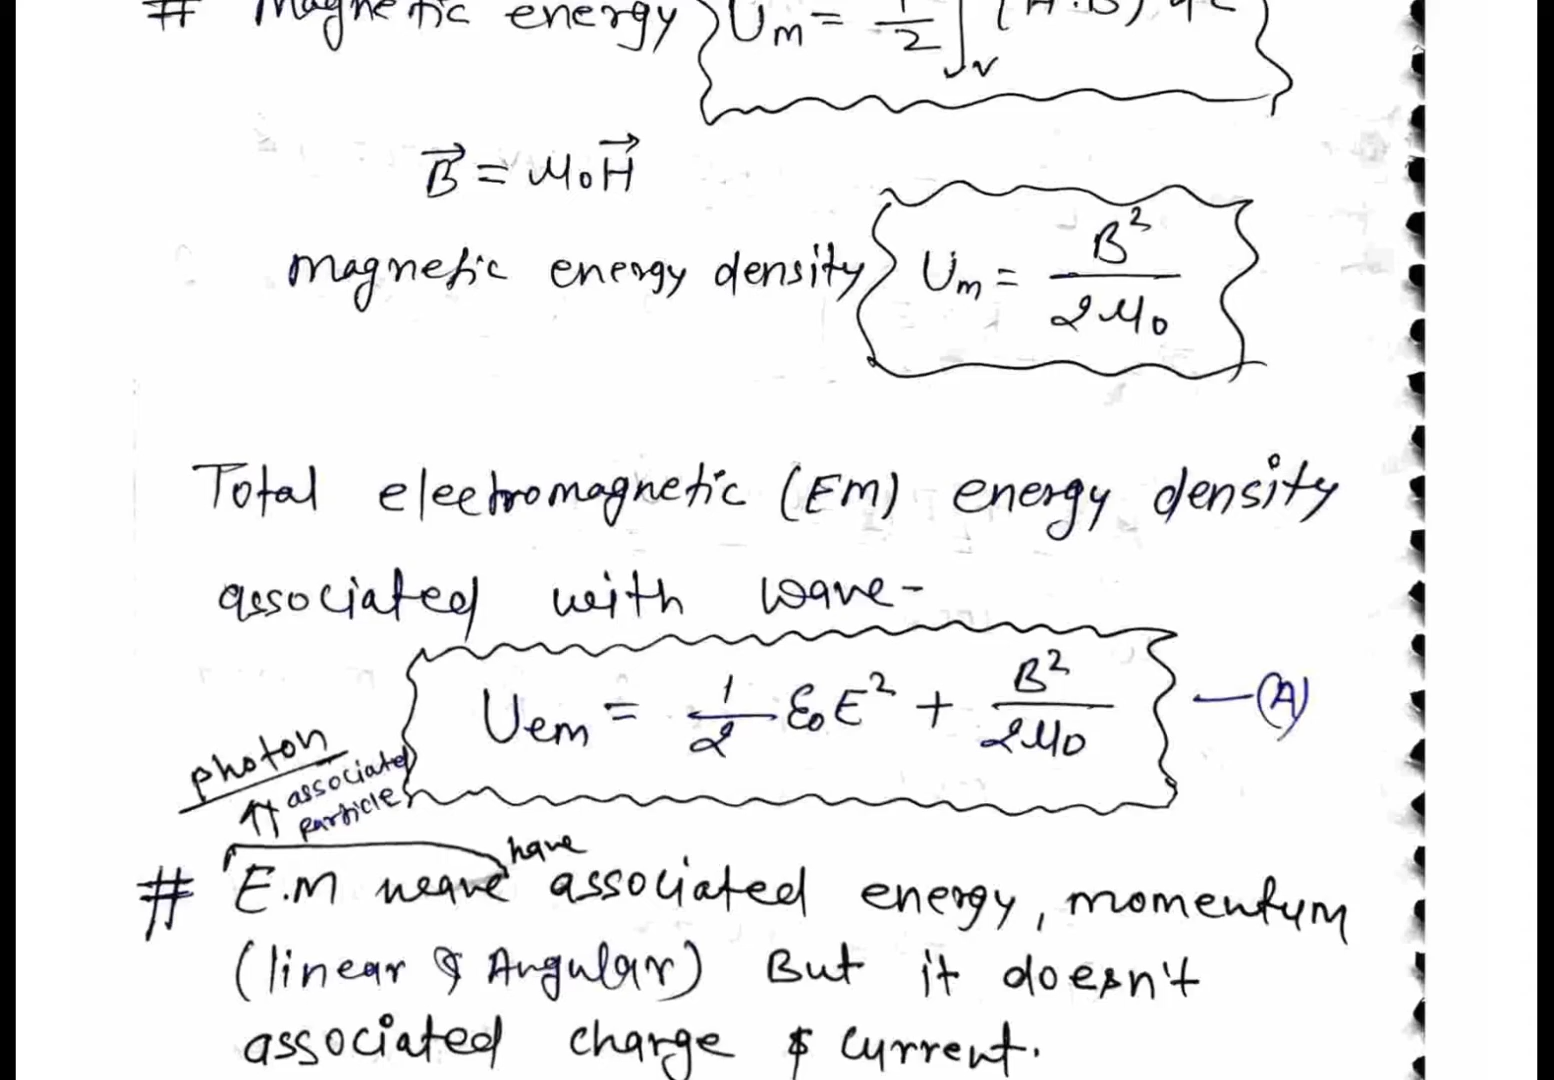 # Magnetic energy Um = 1/2 ∫v (H·B) dτ
B⃗ = μ0H⃗
magnetic energy density Um = B²/2μ0
Total electromagnetic (EM) energy density
associated with wave-
Uem = 1/2 ε0E² + B²/2μ0 —(A)
photon
↑↑ associated
particle
have
# E.M weave associated energy, momentum
(linear & Angular) But it doesn't
associated charge & current.